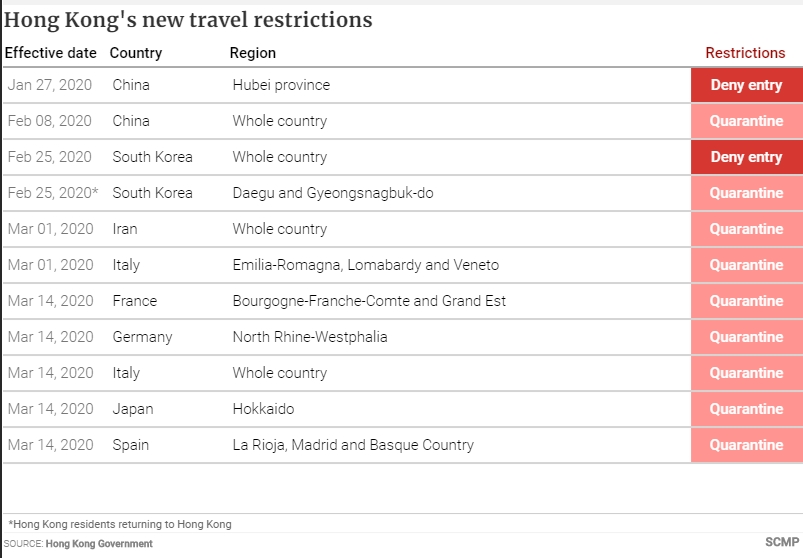 Hong Kong's new travel restrictions
Effective date Country Region Restrictions
Jan 27, 2020 China Hubei province Deny entry
Feb 08, 2020 China Whole country Quarantine
Feb 25, 2020 South Korea Whole country Deny entry
Feb 25, 2020* South Korea Daegu and Gyeongsnagbuk-do Quarantine
Mar 01, 2020 Iran Whole country Quarantine
Mar 01, 2020 Italy Emilia-Romagna, Lomabardy and Veneto Quarantine
Mar 14, 2020 France Bourgogne-Franche-Comte and Grand Est Quarantine
Mar 14, 2020 Germany North Rhine-Westphalia Quarantine
Mar 14, 2020 Italy Whole country Quarantine
Mar 14, 2020 Japan Hokkaido Quarantine
Mar 14, 2020 Spain La Rioja, Madrid and Basque Country Quarantine
*Hong Kong residents returning to Hong Kong
SOURCE: Hong Kong Government SCMP